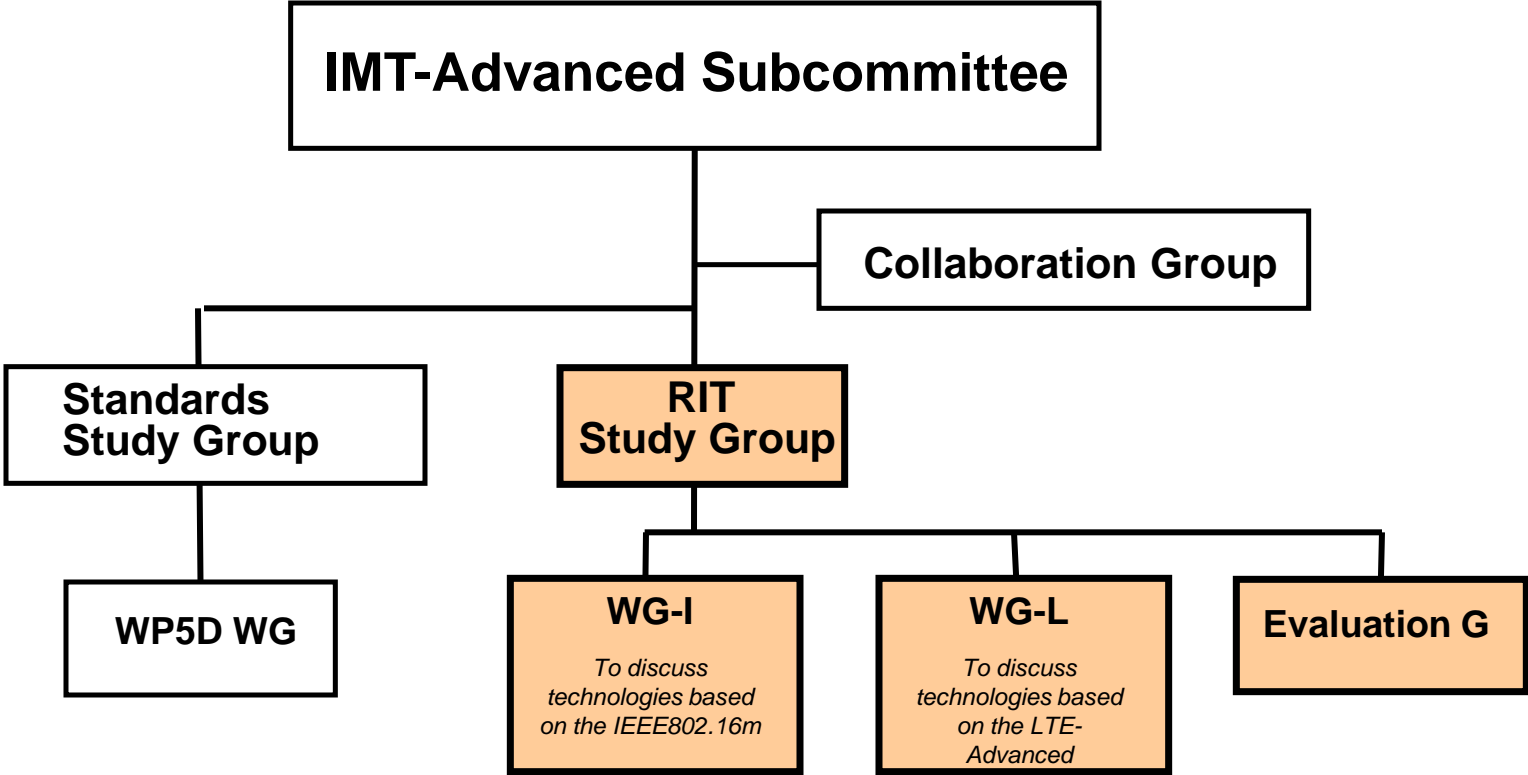 IMT-Advanced Subcommittee
Collaboration Group
Standards
Study Group
RIT
Study Group
WP5D WG
WG-I
To discuss
technologies based
on the IEEE802.16m
WG-L
To discuss
technologies based
on the LTE-
Advanced
Evaluation G